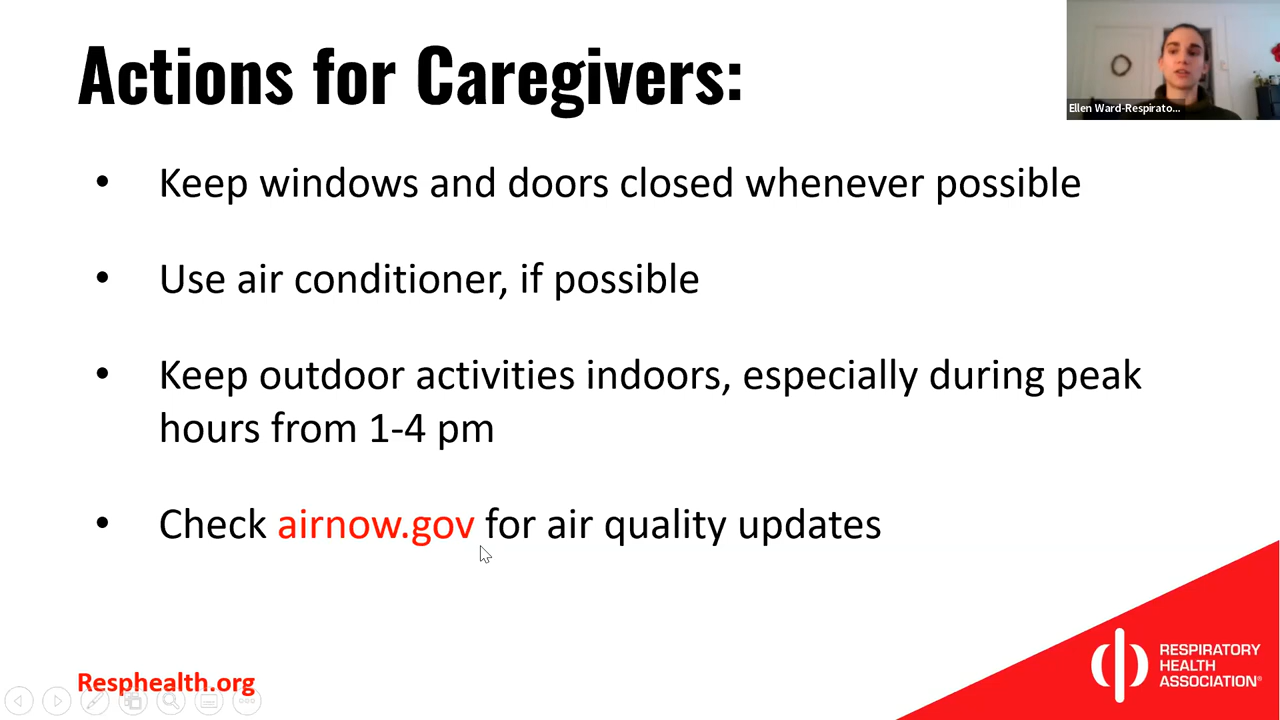 Actions for Caregivers:
Ellen Ward-Respirato...
• Keep windows and doors closed whenever possible
• Use air conditioner, if possible
• Keep outdoor activities indoors, especially during peak
hours from 1-4 pm
• Check airnow.gov for air quality updates
Resphealth.org
RESPIRATORY
HEALTH
ASSOCIATION®